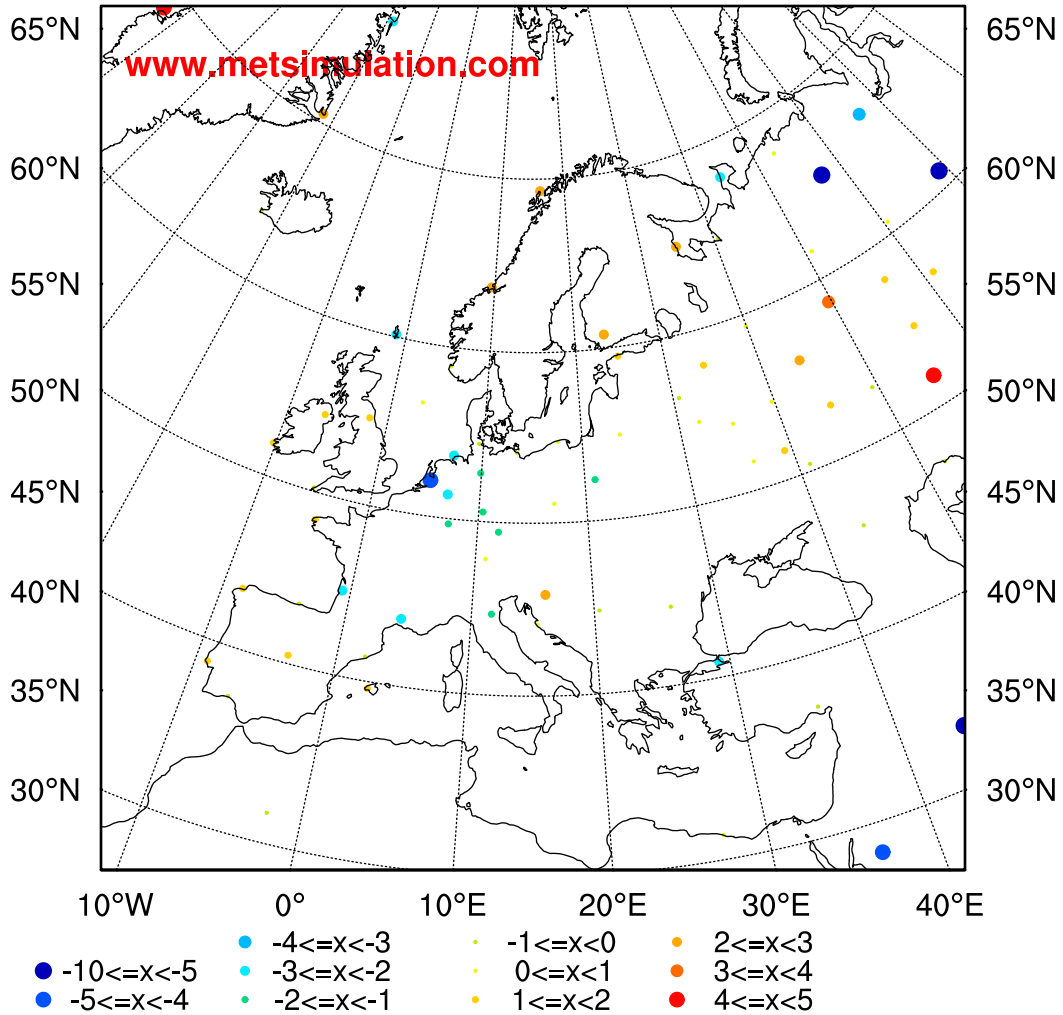 65°N 65°N
www.metsimulation.com
60°N 60°N
55°N 55°N
50°N 50°N
45°N 45°N
40°N 40°N
35°N 35°N
30°N 30°N
10°W 0° 10°E 20°E 30°E 40°E
-4<=x<-3 -1<=x<0 2<=x<3
-10<=x<-5 -3<=x<-2 0<=x<1 3<=x<4
-5<=x<-4 -2<=x<-1 1<=x<2 4<=x<5